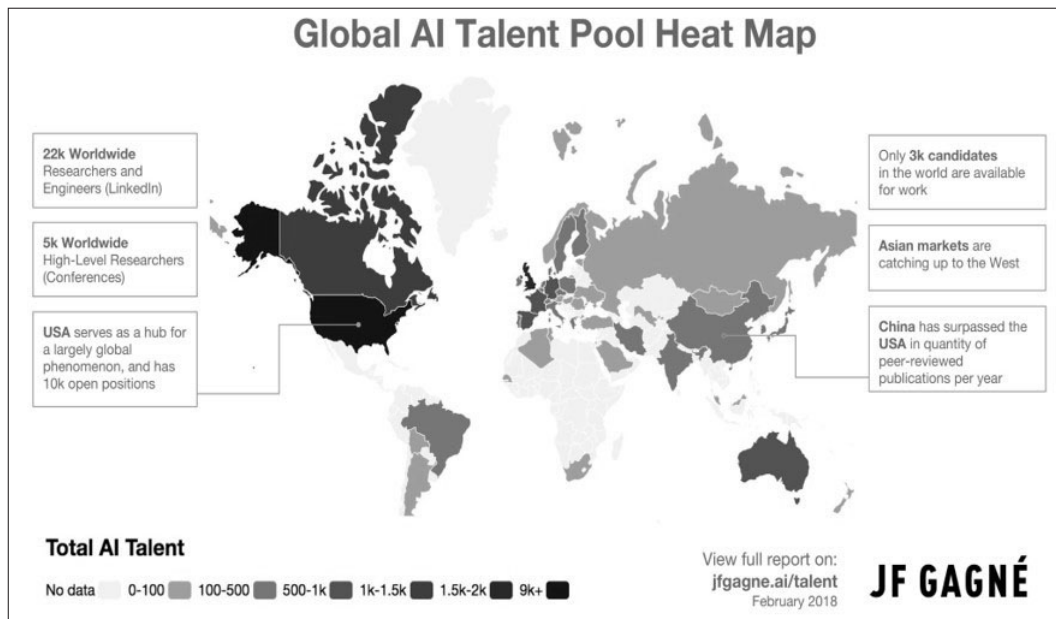 Global AI Talent Pool Heat Map
22k Worldwide
Researchers and
Engineers (LinkedIn)
5k Worldwide
High-Level Researchers
(Conferences)
USA serves as a hub for
a largely global
phenomenon, and has
10k open positions
Only 3k candidates
in the world are available
for work
Asian markets are
catching up to the West
China has surpassed the
USA in quantity of
peer-reviewed
publications per year
Total AI Talent
No data 0-100 100-500 500-1k 1k-1.5k 1.5k-2k 9k+
View full report on:
jfgagne.ai/talent
February 2018
JF GAGNÉ